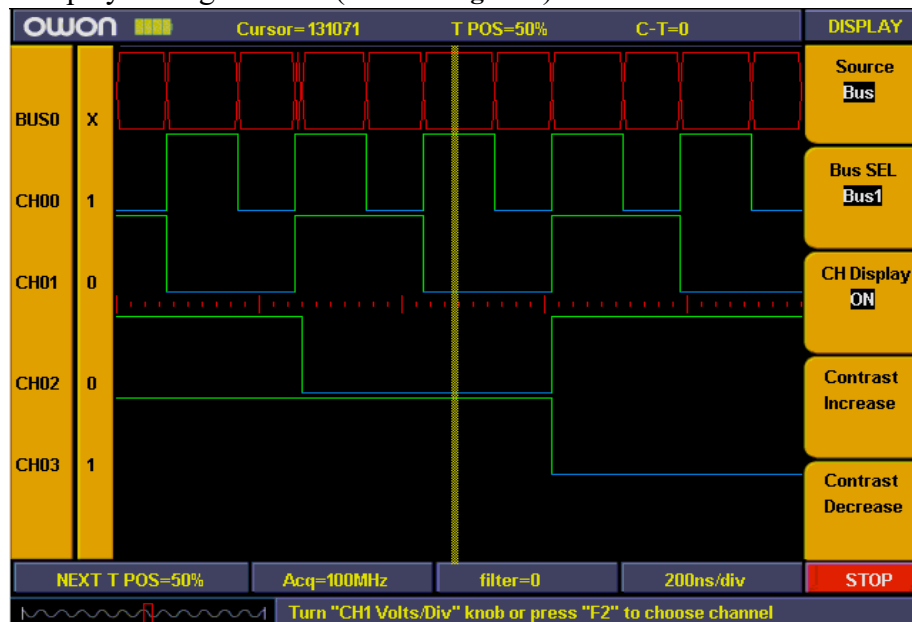 owon Cursor=131071 T POS=50% C-T=0 DISPLAY
Source
Bus
BUS0 X
Bus SEL
Bus1
CH00 1
CH Display
ON
CH01 0
Contrast
Increase
CH02 0
CH03 1
Contrast
Decrease
NEXT T POS=50% Acq=100MHz filter=0 200ns/div STOP
Turn "CH1 Volts/Div" knob or press "F2" to choose channel